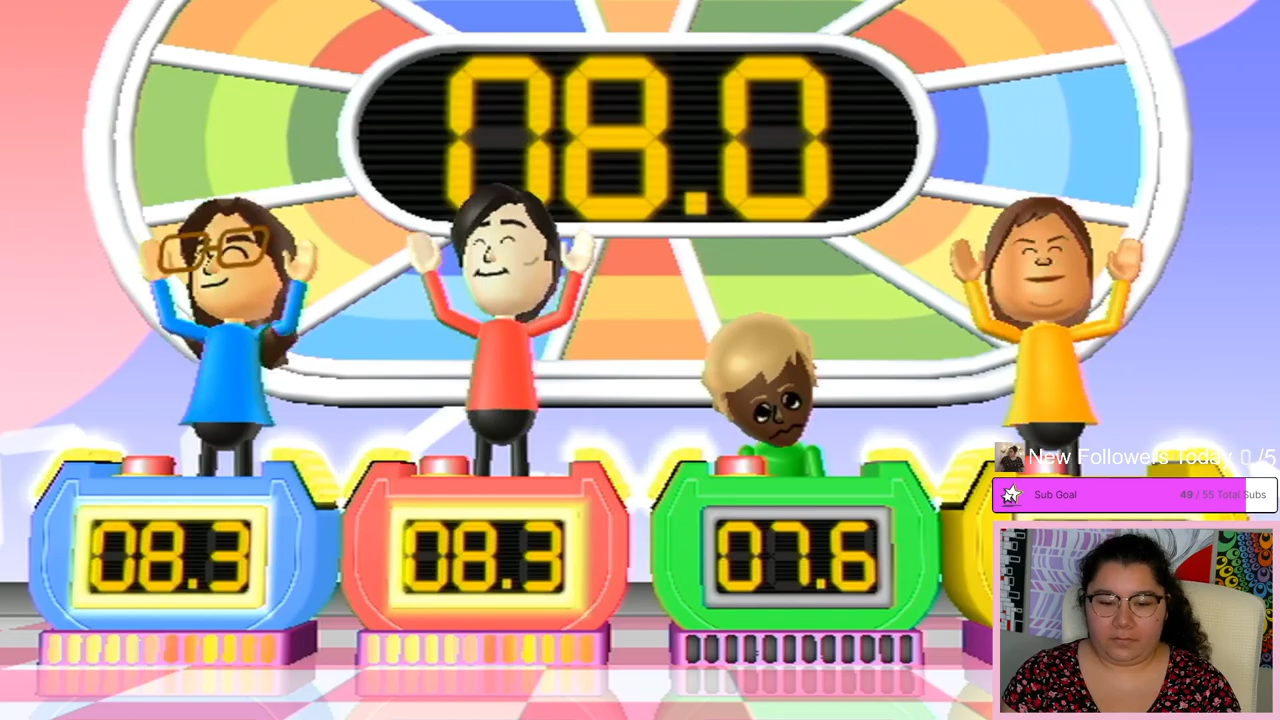 08.0
08.3
08.3
07.6
New Followers Today 0 /5
Sub Goal
49 / 55 Total Subs